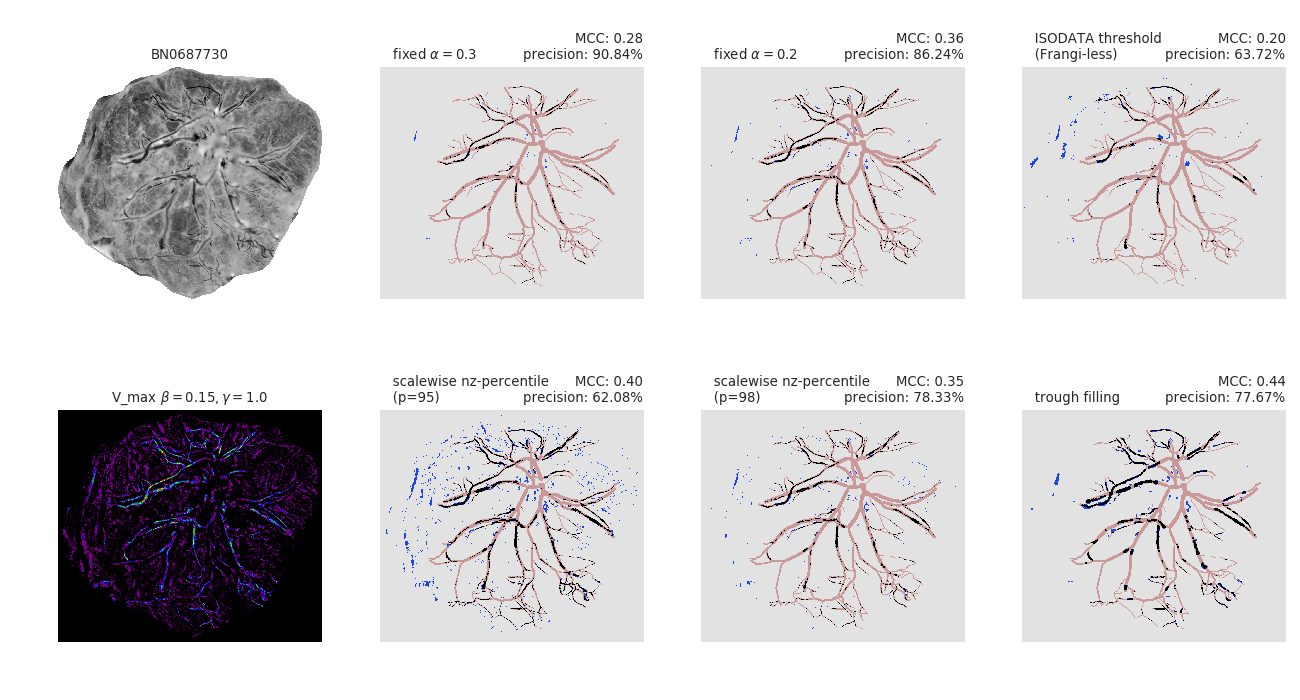 BN0687730
fixed α = 0.3
MCC: 0.28
precision: 90.84%
fixed α = 0.2
MCC: 0.36
precision: 86.24%
ISODATA threshold
(Frangi-less)
MCC: 0.20
precision: 63.72%
V_max β = 0.15, γ = 1.0
scalewise nz-percentile
(p=95)
MCC: 0.40
precision: 62.08%
scalewise nz-percentile
(p=98)
MCC: 0.35
precision: 78.33%
trough filling
MCC: 0.44
precision: 77.67%